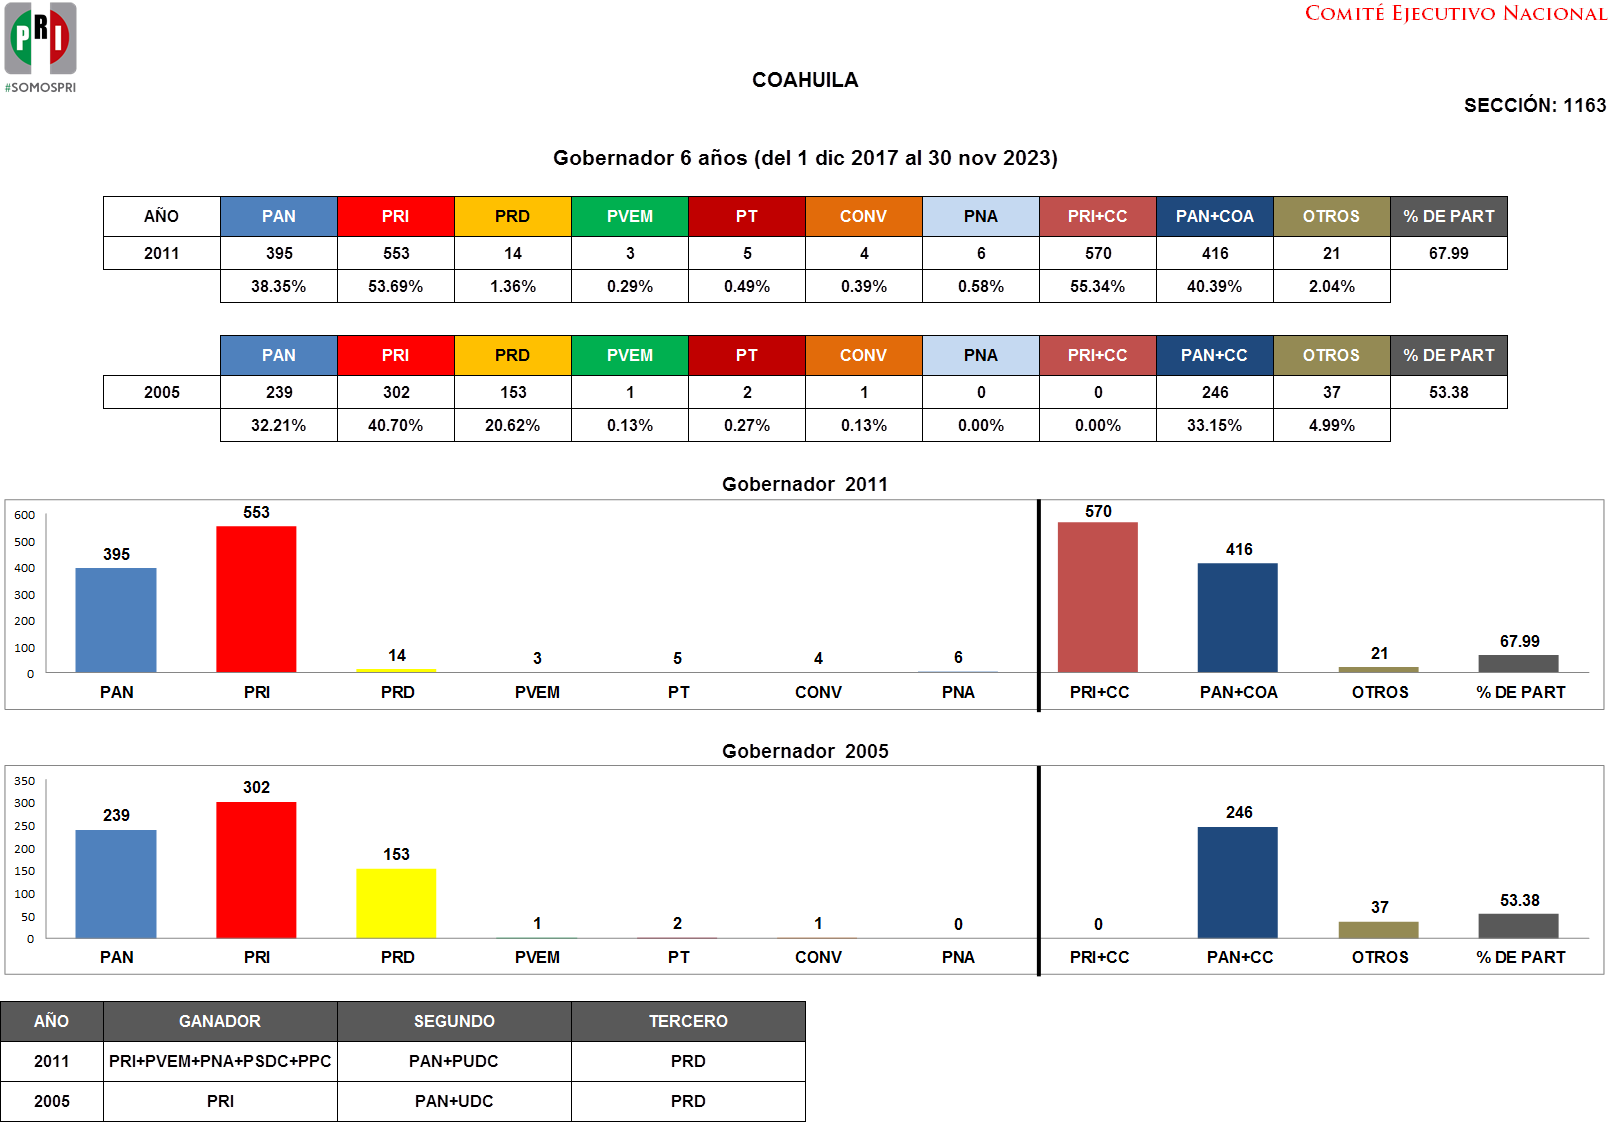 PRI
#SOMOSPRI
COMITÉ EJECUTIVO NACIONAL
COAHUILA
SECCIÓN: 1163
Gobernador 6 años (del 1 dic 2017 al 30 nov 2023)
AÑO PAN PRI PRD PVEM PT CONV PNA PRI+CC PAN+COA OTROS % DE PART
2011 395 553 14 3 5 4 6 570 416 21 67.99
38.35% 53.69% 1.36% 0.29% 0.49% 0.39% 0.58% 55.34% 40.39% 2.04%
PAN PRI PRD PVEM PT CONV PNA PRI+CC PAN+CC OTROS % DE PART
2005 239 302 153 1 2 1 0 0 246 37 53.38
32.21% 40.70% 20.62% 0.13% 0.27% 0.13% 0.00% 0.00% 33.15% 4.99%
Gobernador 2011
600
500
400
300
200
100
0
395 553 14 3 5 4 6 570 416 21 67.99
PAN PRI PRD PVEM PT CONV PNA PRI+CC PAN+COA OTROS % DE PART
Gobernador 2005
350
300
250
200
150
100
50
0
239 302 153 1 2 1 0 0 246 37 53.38
PAN PRI PRD PVEM PT CONV PNA PRI+CC PAN+CC OTROS % DE PART
AÑO GANADOR SEGUNDO TERCERO
2011 PRI+PVEM+PNA+PSDC+PPC PAN+PUDC PRD
2005 PRI PAN+UDC PRD